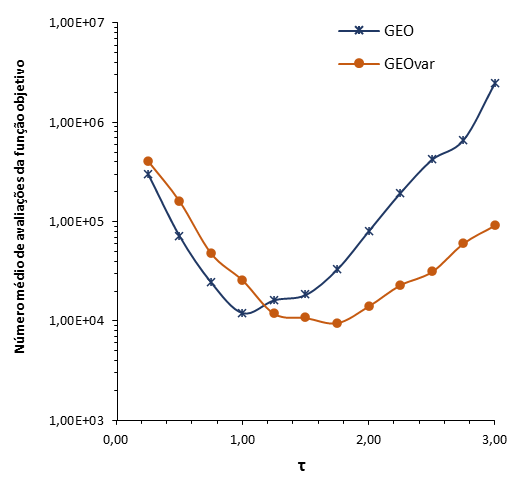 1,00E+07
GEO
GEOvar
1,00E+06
1,00E+05
1,00E+04
1,00E+03
Número médio de avaliações da função objetivo
0,00
1,00
2,00
3,00
τ